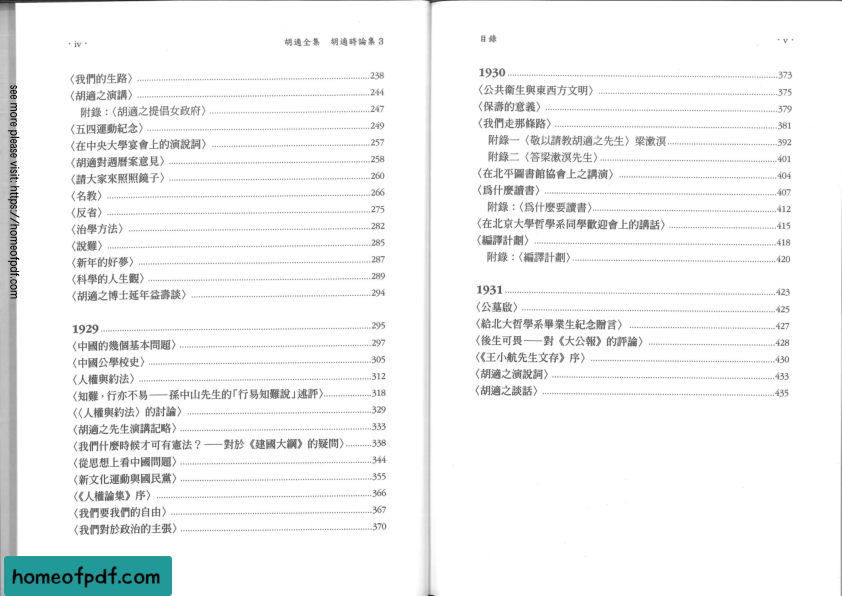 · iv ·
胡適全集　胡適時論集 3
〈我們的生路〉 238
〈胡適之演講〉 244
附錄：〈胡適之提倡女政府〉 247
〈五四運動紀念〉 249
〈在中央大學宴會上的演說詞〉 257
〈胡適對週曆案意見〉 258
〈請大家來照照鏡子〉 260
〈名教〉 266
〈反省〉 275
〈治學方法〉 282
〈說難〉 285
〈新年的好夢〉 287
〈科學的人生觀〉 289
〈胡適之博士延年益壽談〉 294
1929 295
〈中國的幾個基本問題〉 297
〈中國公學校史〉 305
〈人權與約法〉 312
〈知難，行亦不易——孫中山先生的「行易知難說」述評〉 318
〈〈人權與約法〉的討論〉 329
〈胡適之先生演講記略〉 333
〈我們什麼時候才可有憲法？——對於《建國大綱》的疑問〉 338
〈從思想上看中國問題〉 344
〈新文化運動與國民黨〉 355
〈《人權論集》序〉 366
〈我們要我們的自由〉 367
〈我們對於政治的主張〉 370
目錄
· v ·
1930 373
〈公共衛生與東西方文明〉 375
〈保壽的意義〉 379
〈我們走那條路〉 381
附錄一〈敬以請教胡適之先生〉梁漱溟 392
附錄二〈答梁漱溟先生〉 401
〈在北平圖書館協會上之講演〉 404
〈爲什麼讀書〉 407
附錄：〈爲什麼要讀書〉 412
〈在北京大學哲學系同學歡迎會上的講話〉 415
〈編譯計劃〉 418
附錄：〈編譯計劃〉 420
1931 423
〈公墓啟〉 425
〈給北大哲學系畢業生紀念贈言〉 427
〈後生可畏——對《大公報》的評論〉 428
〈《王小航先生文存》序〉 430
〈胡適之演說詞〉 433
〈胡適之談話〉 435
see more please visit: https://homeofpdf.com
homeofpdf.com